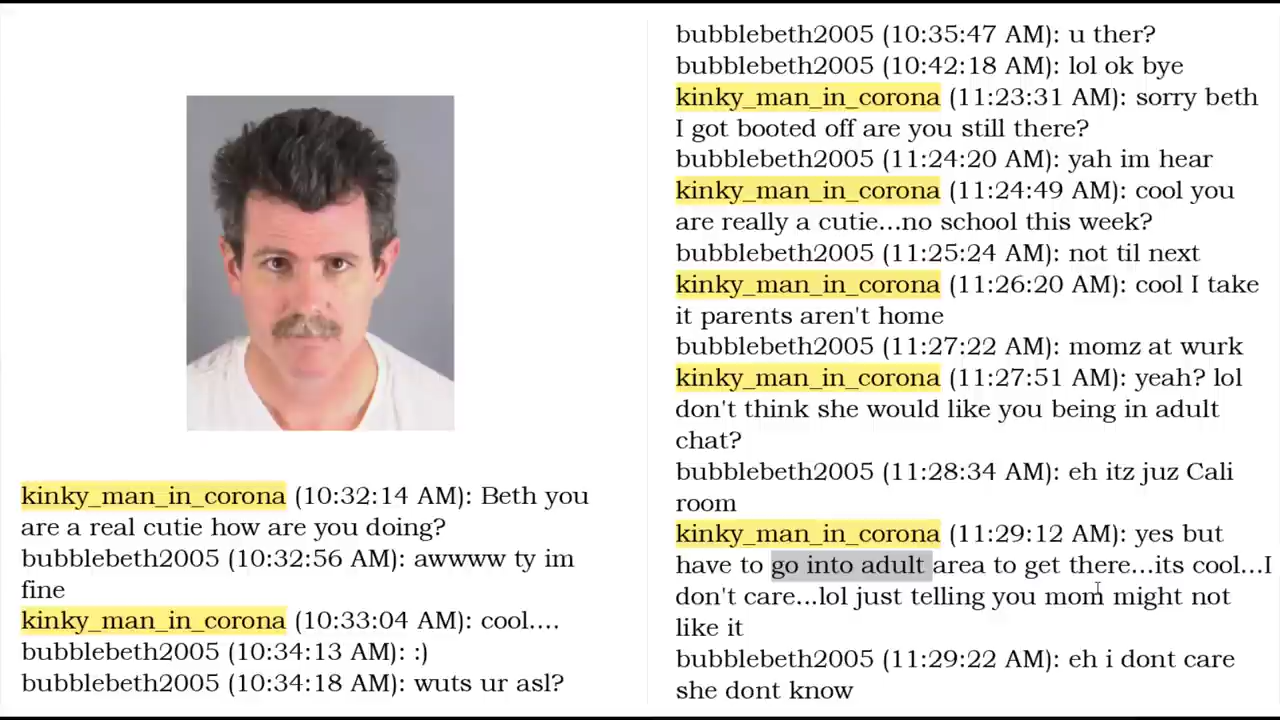 kinky_man_in_corona (10:32:14 AM): Beth you
are a real cutie how are you doing?
bubblebeth2005 (10:32:56 AM): awwww ty im
fine
kinky_man_in_corona (10:33:04 AM): cool....
bubblebeth2005 (10:34:13 AM): :)
bubblebeth2005 (10:34:18 AM): wuts ur asl?
bubblebeth2005 (10:35:47 AM): u ther?
bubblebeth2005 (10:42:18 AM): lol ok bye
kinky_man_in_corona (11:23:31 AM): sorry beth
I got booted off are you still there?
bubblebeth2005 (11:24:20 AM): yah im hear
kinky_man_in_corona (11:24:49 AM): cool you
are really a cutie...no school this week?
bubblebeth2005 (11:25:24 AM): not til next
kinky_man_in_corona (11:26:20 AM): cool I take
it parents aren't home
bubblebeth2005 (11:27:22 AM): momz at wurk
kinky_man_in_corona (11:27:51 AM): yeah? lol
don't think she would like you being in adult
chat?
bubblebeth2005 (11:28:34 AM): eh itz juz Cali
room
kinky_man_in_corona (11:29:12 AM): yes but
have to go into adult area to get there...its cool...I
don't care...lol just telling you mom might not
like it
bubblebeth2005 (11:29:22 AM): eh i dont care
she dont know